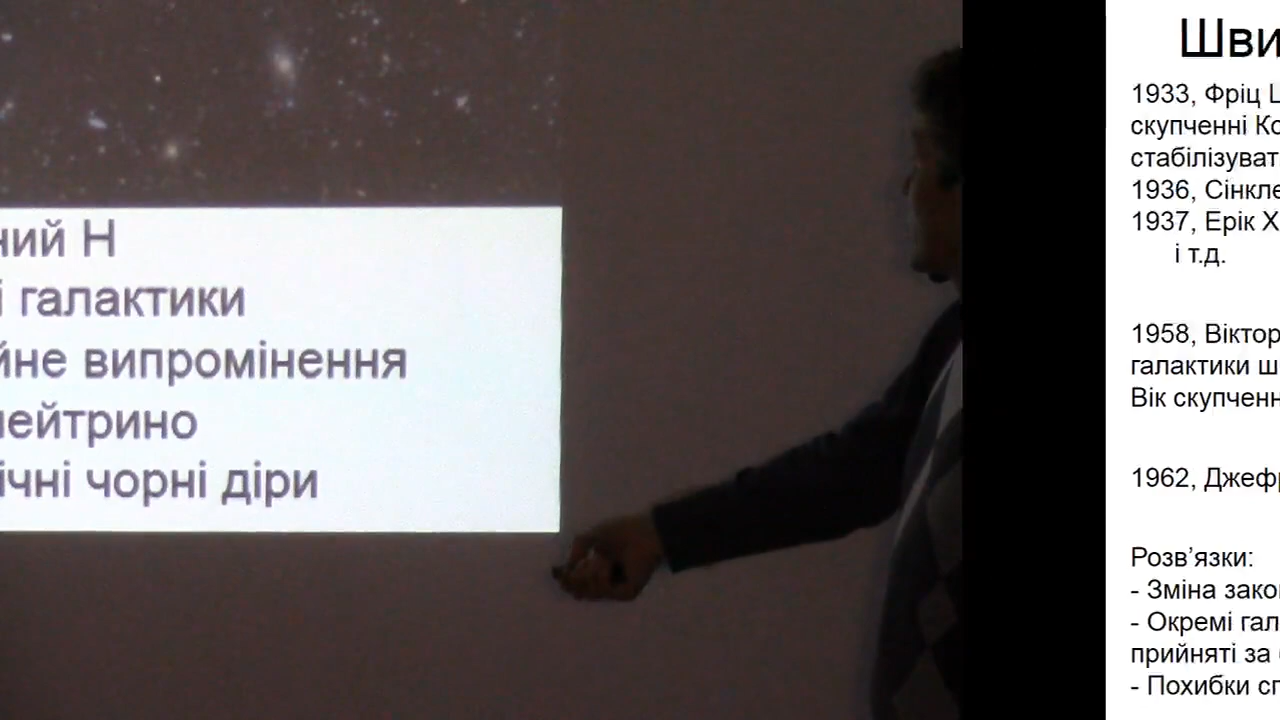 ний Н
і галактики
йне випромінення
нейтрино
ічні чорні діри
Шви
1933, Фріц Ц
скупченні Ко
стабілізуват
1936, Сінкле
1937, Ерік Х
і т.д.
1958, Віктор
галактики ш
Вік скупченн
1962, Джефр
Розв’язки:
- Зміна зако
- Окремі гал
прийняті за
- Похибки сп